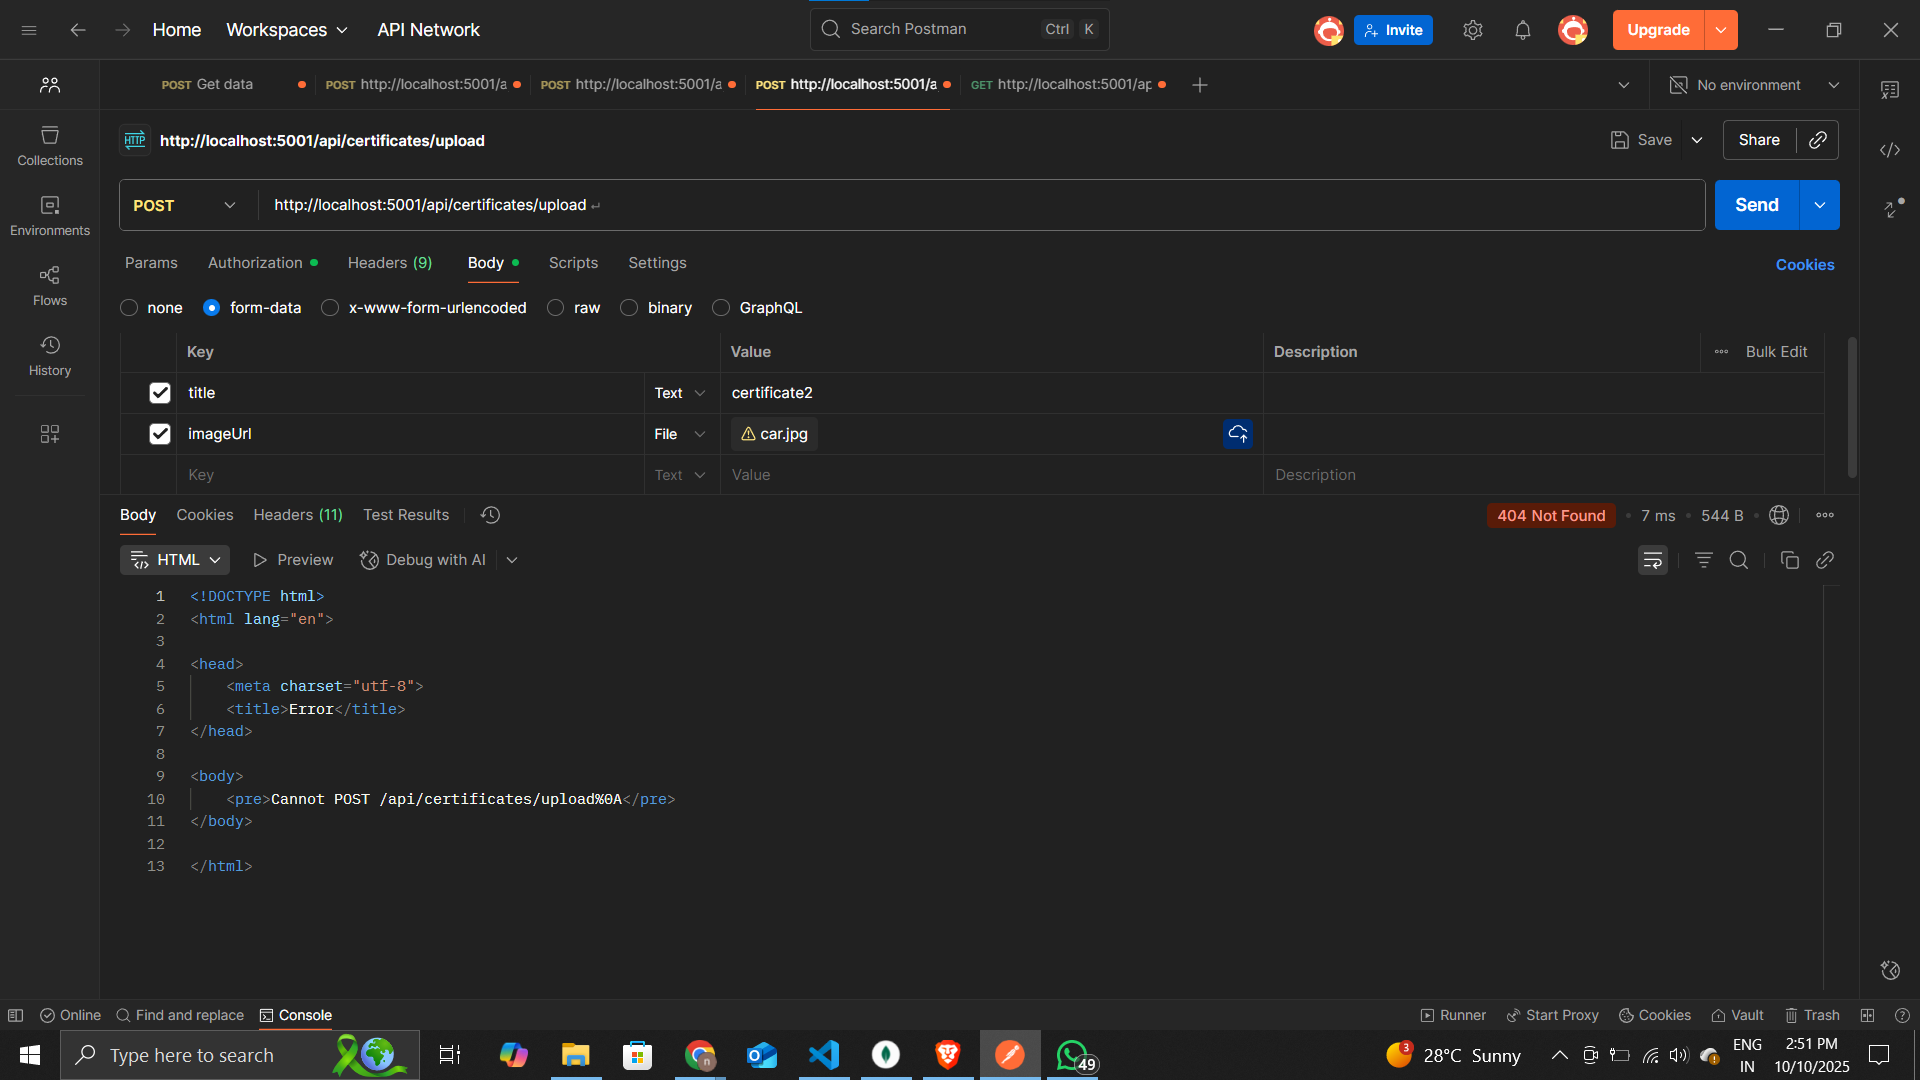 Home Workspaces API Network Search Postman Ctrl K Invite Upgrade
POST Get data POST http://localhost:5001/a POST http://localhost:5001/a POST http://localhost:5001/a GET http://localhost:5001/ap No environment
HTTP http://localhost:5001/api/certificates/upload Save Share
POST http://localhost:5001/api/certificates/upload Send
Params Authorization Headers (9) Body Scripts Settings Cookies
none form-data x-www-form-urlencoded raw binary GraphQL
Key Value Description Bulk Edit
title Text certificate2
imageUrl File car.jpg
Key Text Value Description
Collections
Environments
Flows
History
Body Cookies Headers (11) Test Results 404 Not Found 7 ms 544 B
HTML Preview Debug with AI
1 <!DOCTYPE html>
2 <html lang="en">
3
4 <head>
5 <meta charset="utf-8">
6 <title>Error</title>
7 </head>
8
9 <body>
10 <pre>Cannot POST /api/certificates/upload%0A</pre>
11 </body>
12
13 </html>
Online Find and replace Console Runner Start Proxy Cookies Vault Trash
Type here to search 49 3 28°C Sunny ENG IN 2:51 PM 10/10/2025